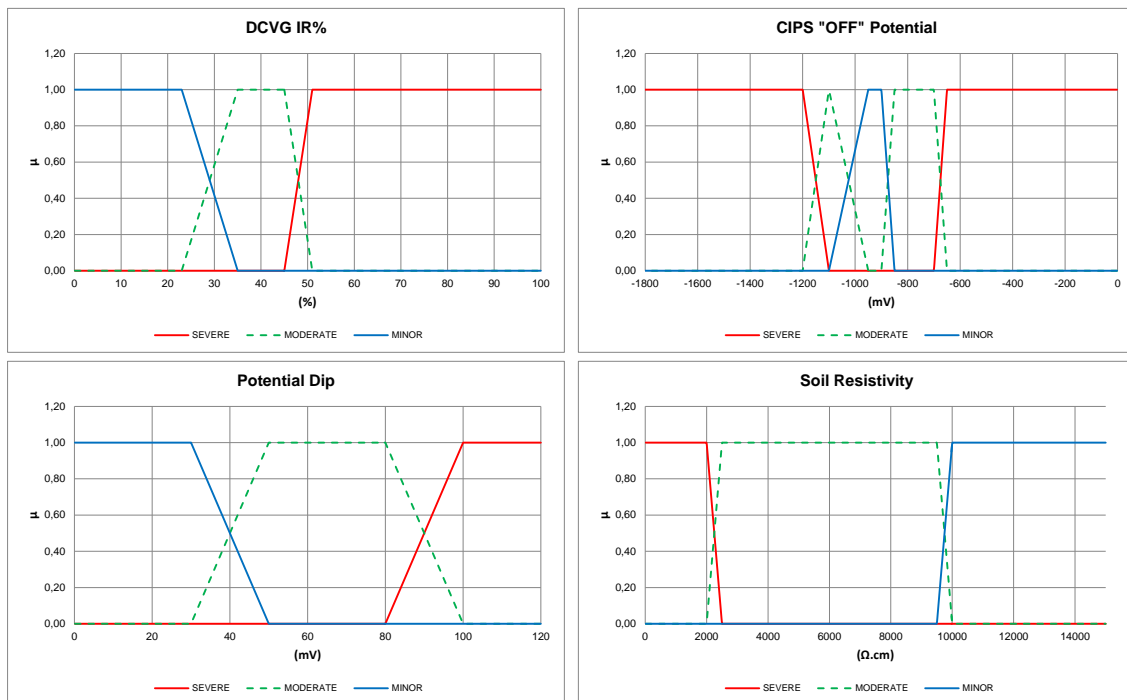 DCVG IR%
1,20
1,00
0,80
0,60
0,40
0,20
0,00
µ
0 10 20 30 40 50 60 70 80 90 100
(%)
SEVERE MODERATE MINOR
CIPS "OFF" Potential
1,20
1,00
0,80
0,60
0,40
0,20
0,00
µ
-1800 -1600 -1400 -1200 -1000 -800 -600 -400 -200 0
(mV)
SEVERE MODERATE MINOR
Potential Dip
1,20
1,00
0,80
0,60
0,40
0,20
0,00
µ
0 20 40 60 80 100 120
(mV)
SEVERE MODERATE MINOR
Soil Resistivity
1,20
1,00
0,80
0,60
0,40
0,20
0,00
µ
0 2000 4000 6000 8000 10000 12000 14000
(Ω.cm)
SEVERE MODERATE MINOR